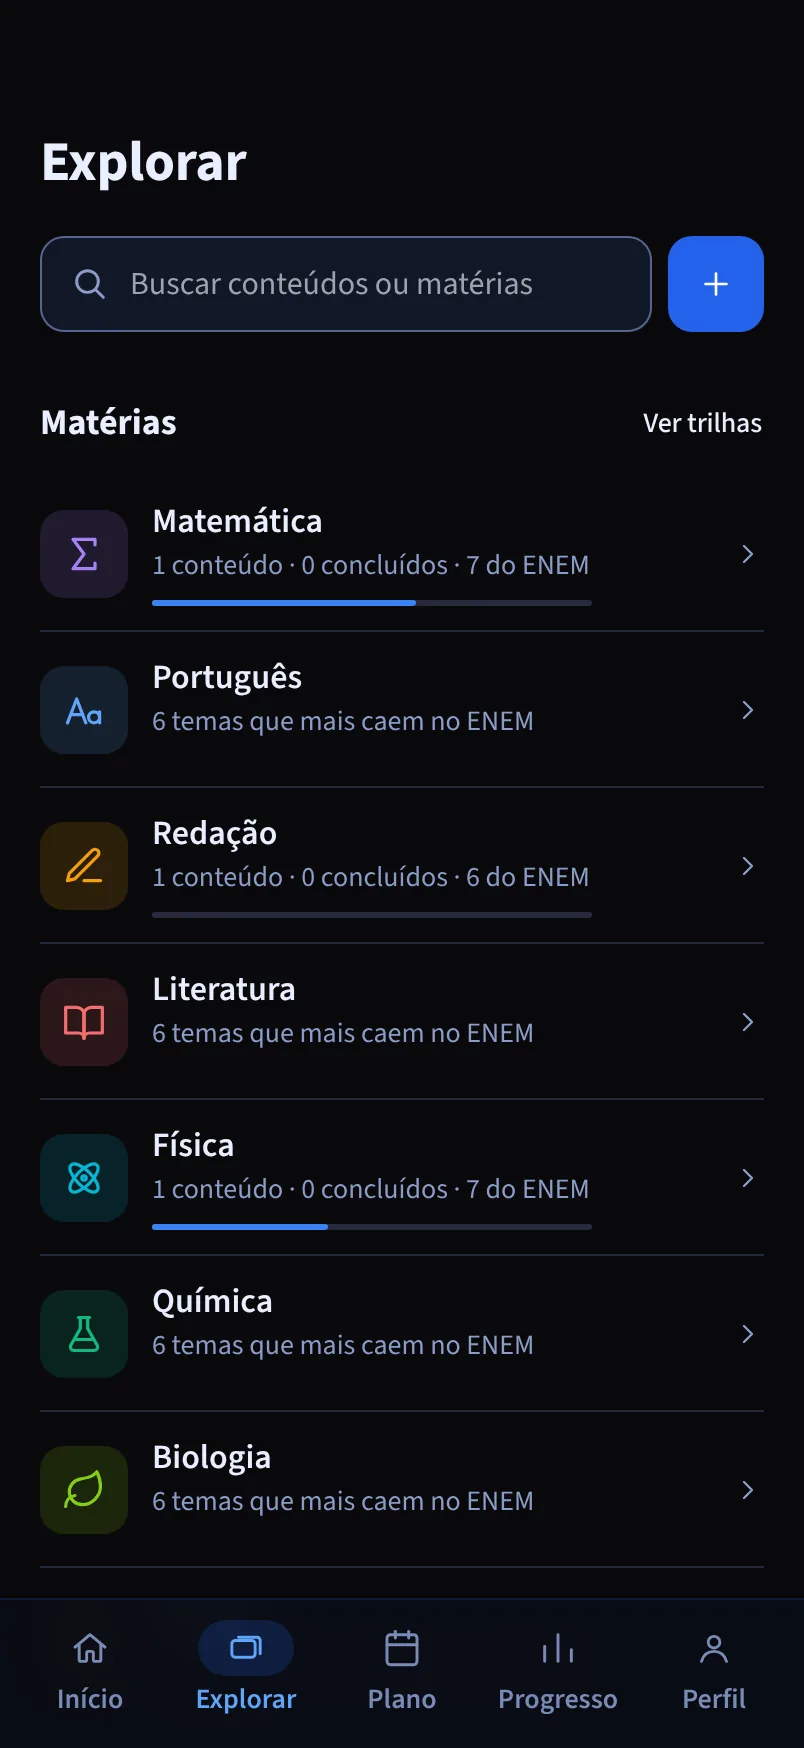 Explorar
Buscar conteúdos ou matérias
Matérias
Ver trilhas
Matemática
1 conteúdo · 0 concluídos · 7 do ENEM
Aa
Português
6 temas que mais caem no ENEM
Redação
1 conteúdo · 0 concluídos · 6 do ENEM
Literatura
6 temas que mais caem no ENEM
Física
1 conteúdo · 0 concluídos · 7 do ENEM
Química
6 temas que mais caem no ENEM
Biologia
6 temas que mais caem no ENEM
Início
Explorar
Plano
Progresso
Perfil